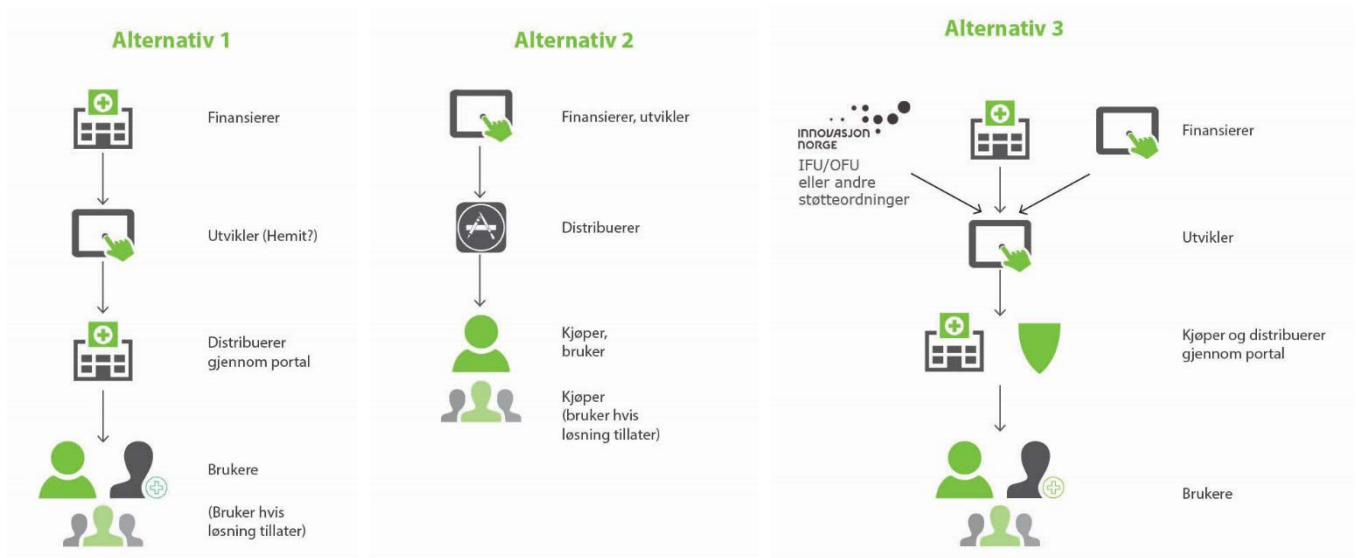 Alternativ 1
Finansierer
Utvikler (Hemit?)
Distribuerer
gjennom portal
Brukere
(Bruker hvis
løsning tillater)
Alternativ 2
Finansierer, utvikler
Distribuerer
Kjøper,
bruker
Kjøper
(bruker hvis
løsning tillater)
Alternativ 3
INNOVASJON
NORGE
IFU/OFU
eller andre
støtteordninger
Finansierer
Utvikler
Kjøper og distribuerer
gjennom portal
Brukere